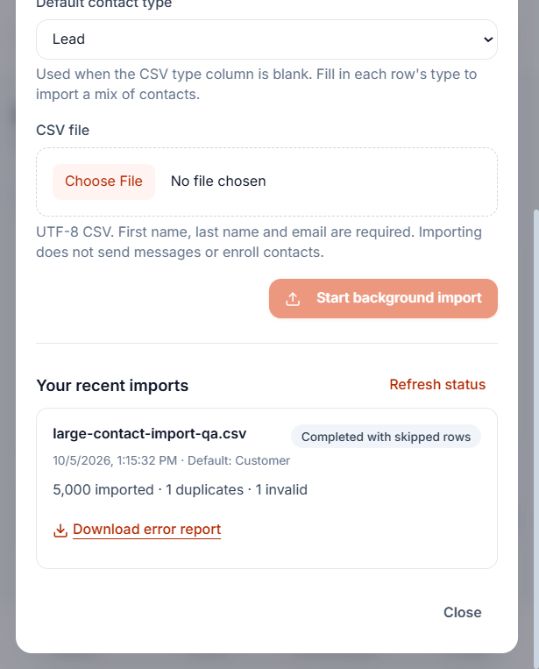 Default contact type
Lead
Used when the CSV type column is blank. Fill in each row's type to
import a mix of contacts.
CSV file
Choose File No file chosen
UTF-8 CSV. First name, last name and email are required. Importing
does not send messages or enroll contacts.
Start background import
Your recent imports Refresh status
large-contact-import-qa.csv Completed with skipped rows
10/5/2026, 1:15:32 PM · Default: Customer
5,000 imported · 1 duplicates · 1 invalid
Download error report
Close